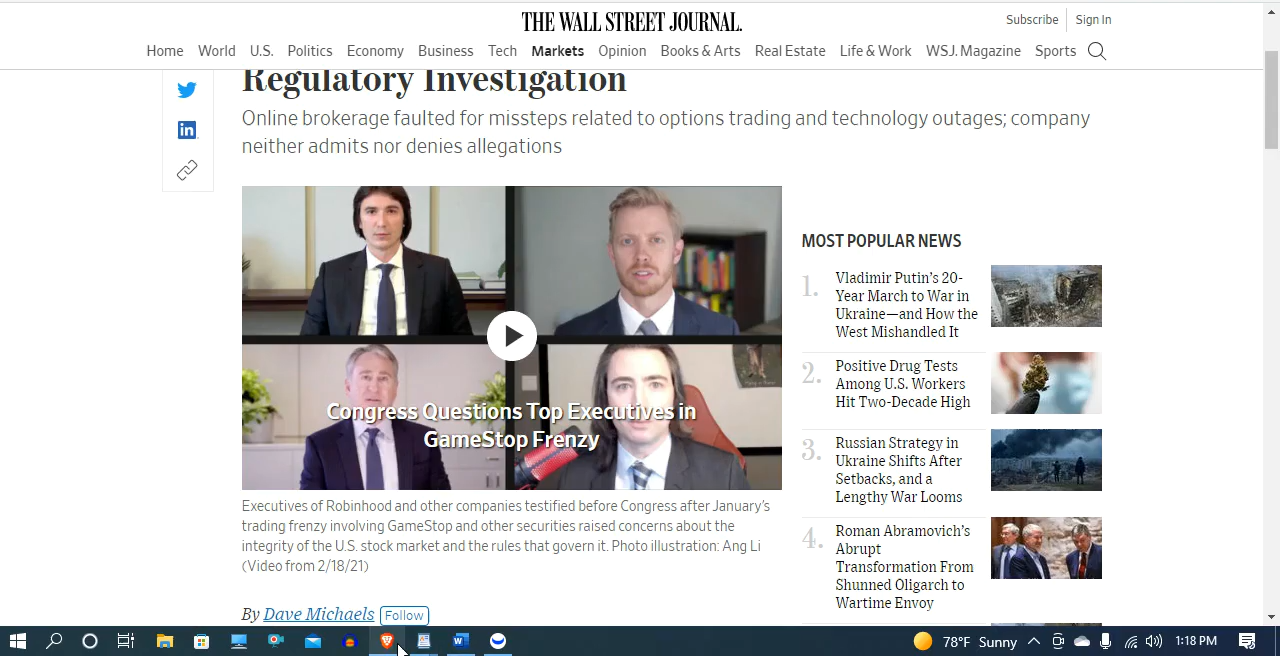 THE WALL STREET JOURNAL.
Subscribe
Sign In
Home World U.S. Politics Economy Business Tech Markets Opinion Books & Arts Real Estate Life & Work WSJ. Magazine Sports
Regulatory Investigation
Online brokerage faulted for missteps related to options trading and technology outages; company
neither admits nor denies allegations
in
Congress Questions Top Executives in
GameStop Frenzy
Executives of Robinhood and other companies testified before Congress after January's
trading frenzy involving GameStop and other securities raised concerns about the
integrity of the U.S. stock market and the rules that govern it. Photo illustration: Ang Li
(Video from 2/18/21)
By Dave Michaels Follow
MOST POPULAR NEWS
1.
Vladimir Putin's 20-
Year March to War in
Ukraine—and How the
West Mishandled It
2.
Positive Drug Tests
Among U.S. Workers
Hit Two-Decade High
3.
Russian Strategy in
Ukraine Shifts After
Setbacks, and a
Lengthy War Looms
4.
Roman Abramovich's
Abrupt
Transformation From
Shunned Oligarch to
Wartime Envoy
78°F Sunny
1:18 PM